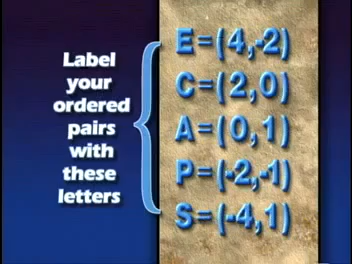 Label
your
ordered
pairs
with
these
letters
E=(4,-2)
C=(2,0)
A=(0,1)
P=(-2,-1)
S=(-4,1)